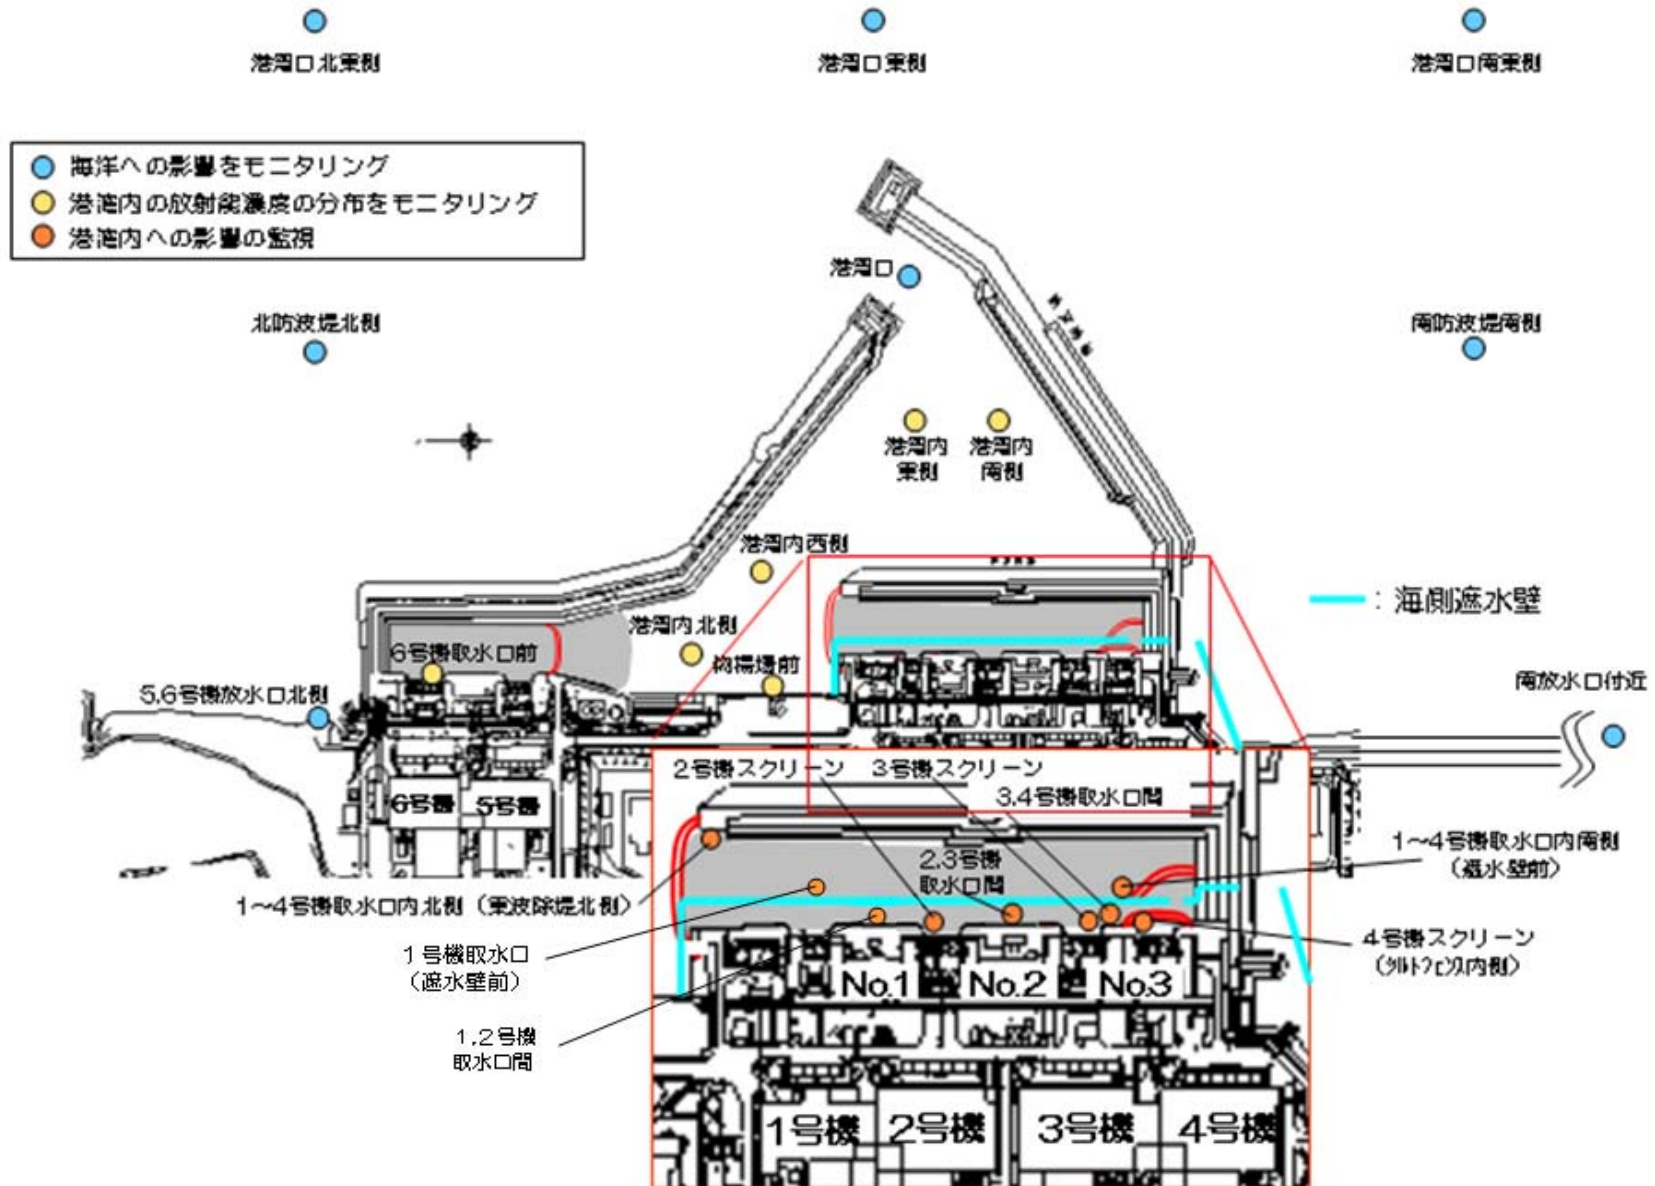 港湾口北東側
港湾口東側
港湾口南東側
海洋への影響をモニタリング
港湾内の放射能濃度の分布をモニタリング
港湾内への影響の監視
港湾口
北防波堤北側
南防波堤南側
港湾内
東側
港湾内
南側
港湾内西側
:海側遮水壁
港湾内北側
6号機取水口前
物揚場前
5,6号機放水口北側
南放水口付近
2号機スクリーン
3号機スクリーン
3,4号機取水口間
6号機
5号機
1~4号機取水口内南側
(遮水壁前)
2,3号機
取水口間
1~4号機取水口内北側(東波除堤北側)
1号機取水口
(遮水壁前)
4号機スクリーン
(シルトフェンス内側)
No.1
No.2
No.3
1,2号機
取水口間
1号機
2号機
3号機
4号機